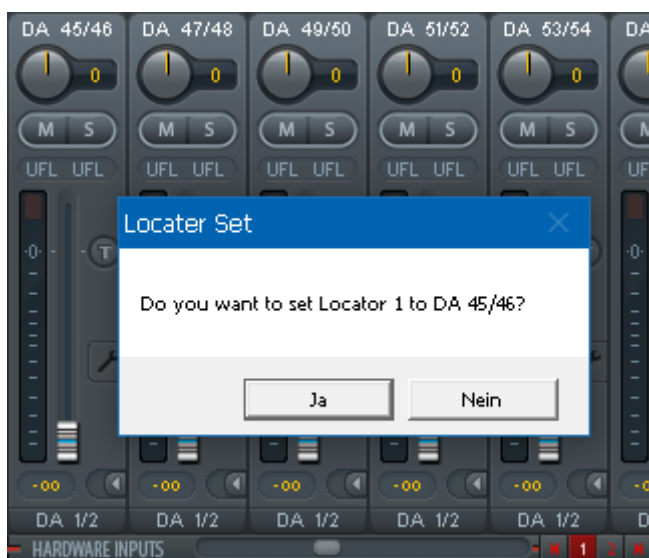 DA 45/46 DA 47/48 DA 49/50 DA 51/52 DA 53/54 DA
0 0 0 0 0
M S M S M S M S M S M
UFL UFL UFL UFL UFL UFL UFL UFL UFL UFL UF
Locater Set
-0- T -0-
Do you want to set Locator 1 to DA 45/46?
Ja Nein
-oo -oo -oo -oo -oo -o
DA 1/2 DA 1/2 DA 1/2 DA 1/2 DA 1/2 D
HARDWARE INPUTS 1 2